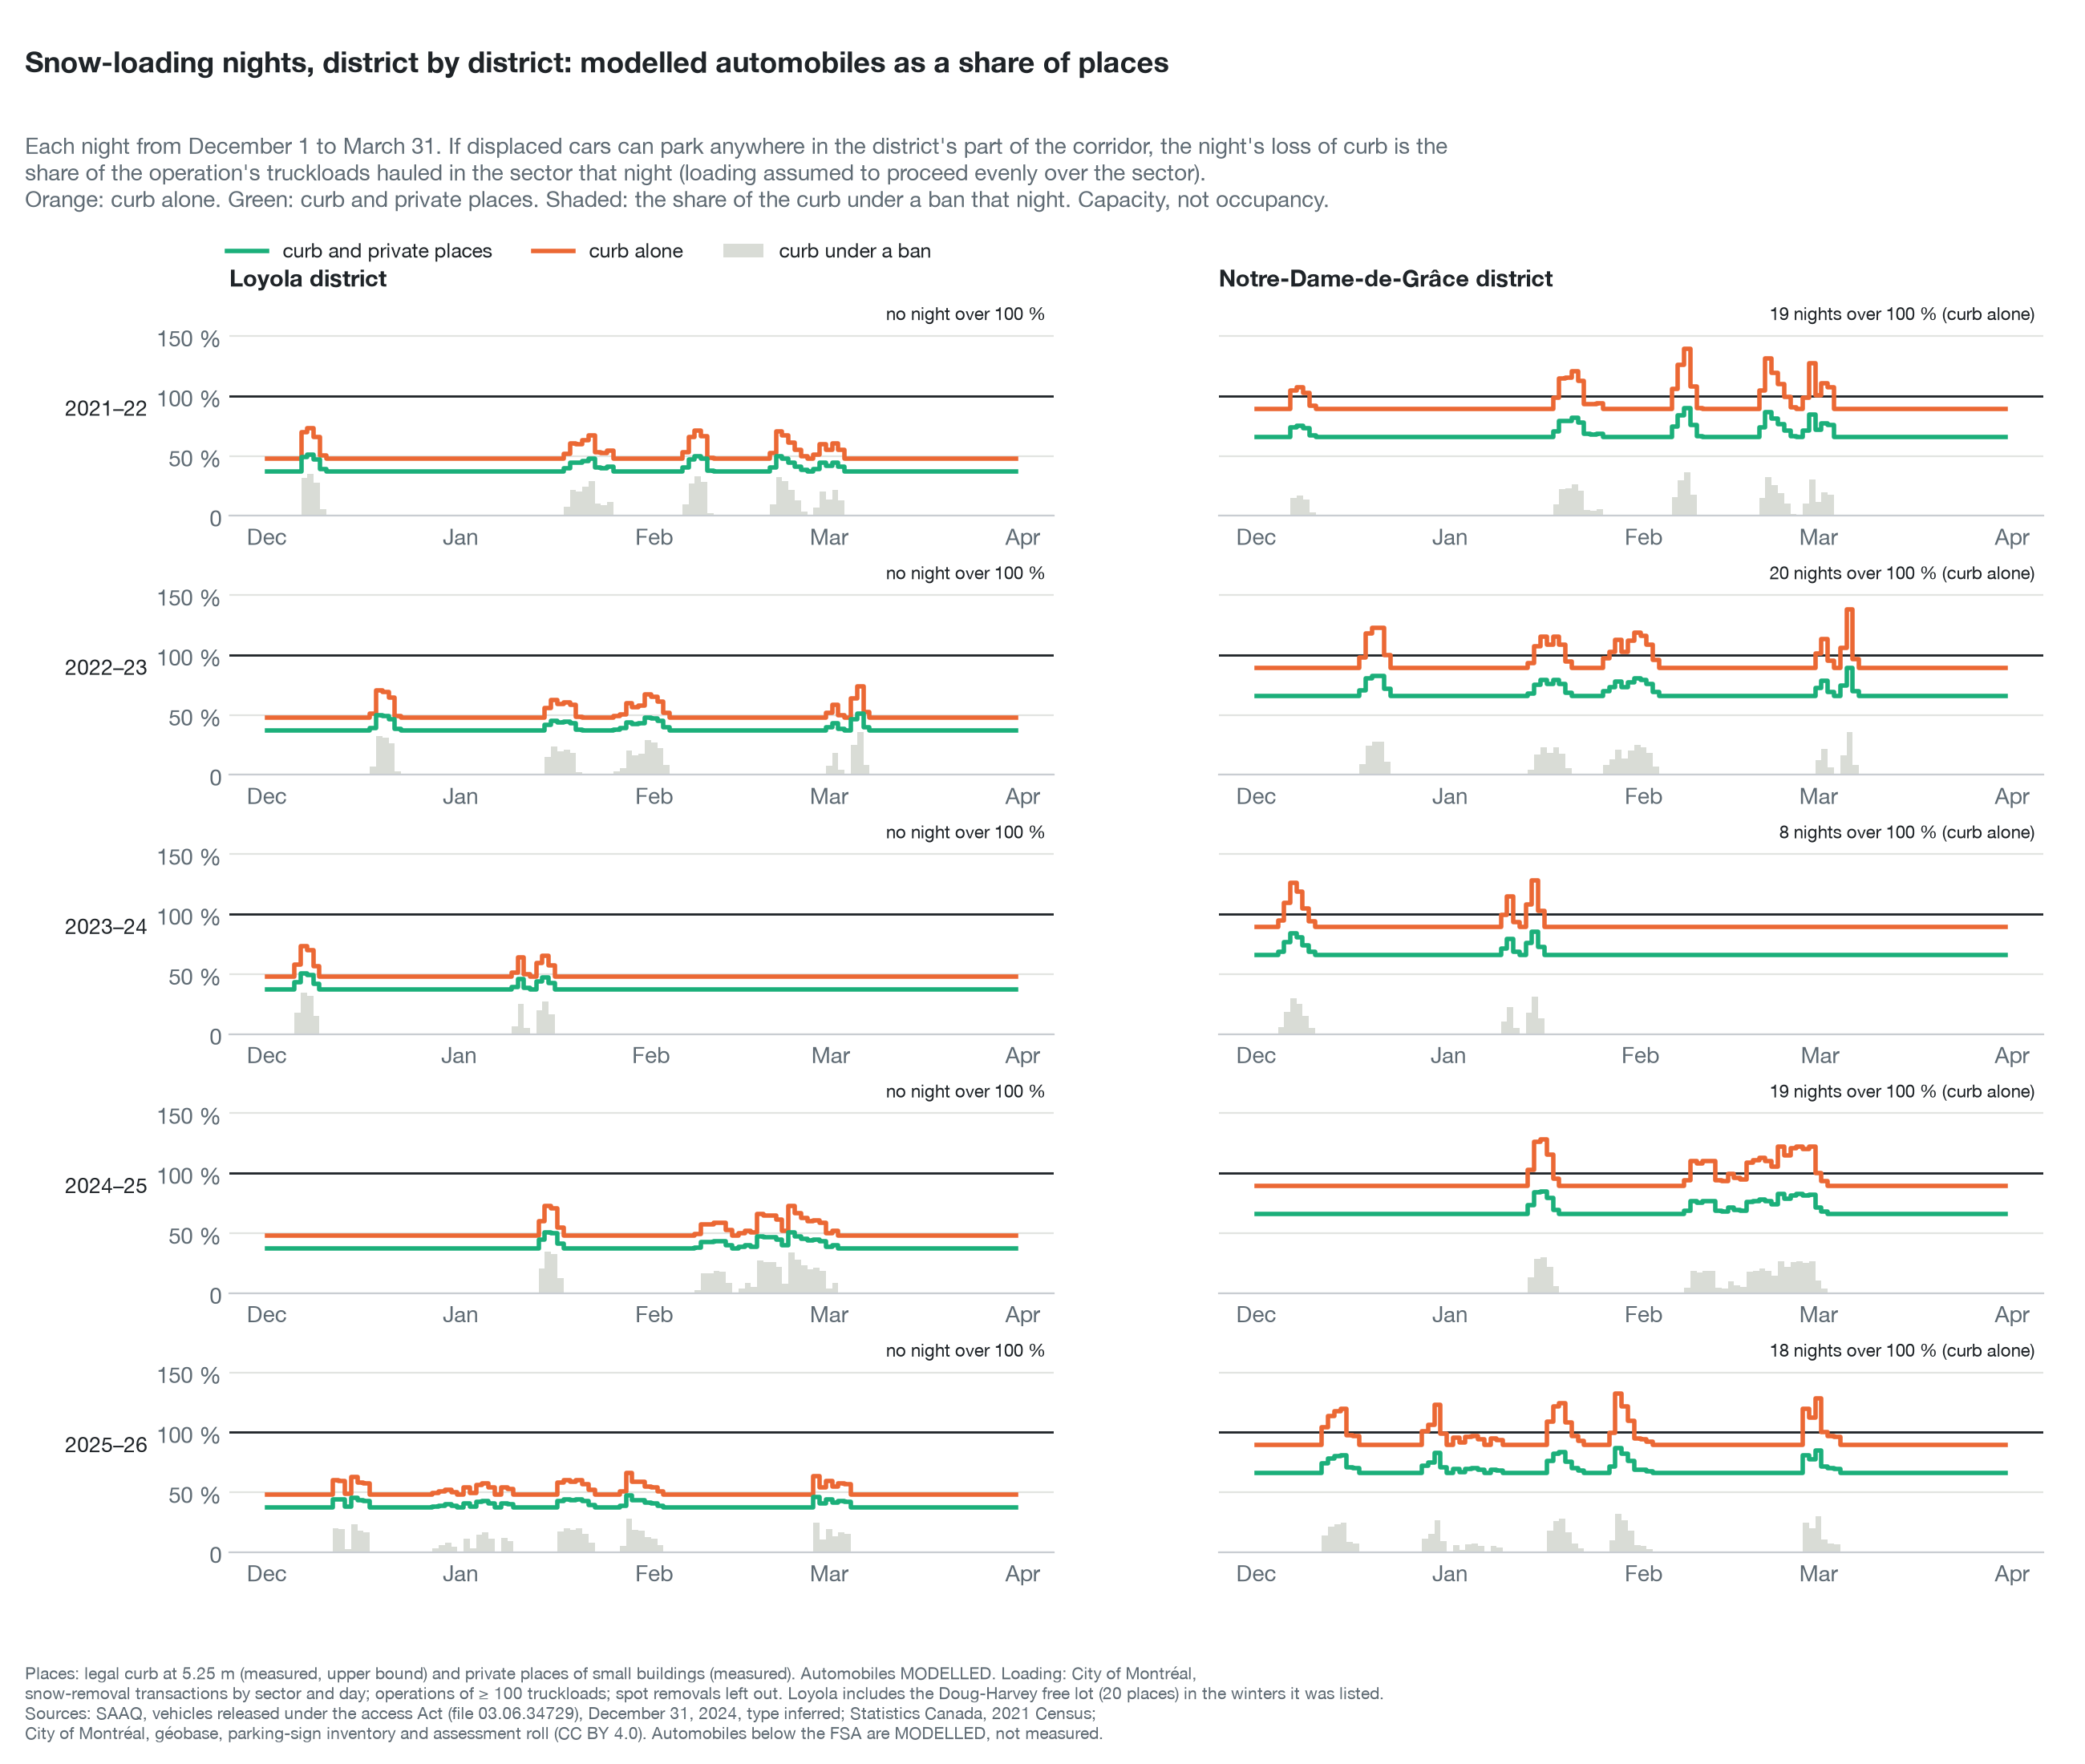 Snow-loading nights, district by district: modelled automobiles as a share of places
Each night from December 1 to March 31. If displaced cars can park anywhere in the district's part of the corridor, the night's loss of curb is the
share of the operation's truckloads hauled in the sector that night (loading assumed to proceed evenly over the sector).
Orange: curb alone. Green: curb and private places. Shaded: the share of the curb under a ban that night. Capacity, not occupancy.
curb and private places curb alone curb under a ban
Loyola district
Notre-Dame-de-Grâce district
no night over 100 %
19 nights over 100 % (curb alone)
150 %
2021–22 100 %
50 %
0
Dec Jan Feb Mar Apr
Dec Jan Feb Mar Apr
no night over 100 %
20 nights over 100 % (curb alone)
150 %
2022–23 100 %
50 %
0
Dec Jan Feb Mar Apr
Dec Jan Feb Mar Apr
no night over 100 %
8 nights over 100 % (curb alone)
150 %
2023–24 100 %
50 %
0
Dec Jan Feb Mar Apr
Dec Jan Feb Mar Apr
no night over 100 %
19 nights over 100 % (curb alone)
150 %
2024–25 100 %
50 %
0
Dec Jan Feb Mar Apr
Dec Jan Feb Mar Apr
no night over 100 %
18 nights over 100 % (curb alone)
150 %
2025–26 100 %
50 %
0
Dec Jan Feb Mar Apr
Dec Jan Feb Mar Apr
Places: legal curb at 5.25 m (measured, upper bound) and private places of small buildings (measured). Automobiles MODELLED. Loading: City of Montréal,
snow-removal transactions by sector and day; operations of ≥ 100 truckloads; spot removals left out. Loyola includes the Doug-Harvey free lot (20 places) in the winters it was listed.
Sources: SAAQ, vehicles released under the access Act (file 03.06.34729), December 31, 2024, type inferred; Statistics Canada, 2021 Census;
City of Montréal, géobase, parking-sign inventory and assessment roll (CC BY 4.0). Automobiles below the FSA are MODELLED, not measured.